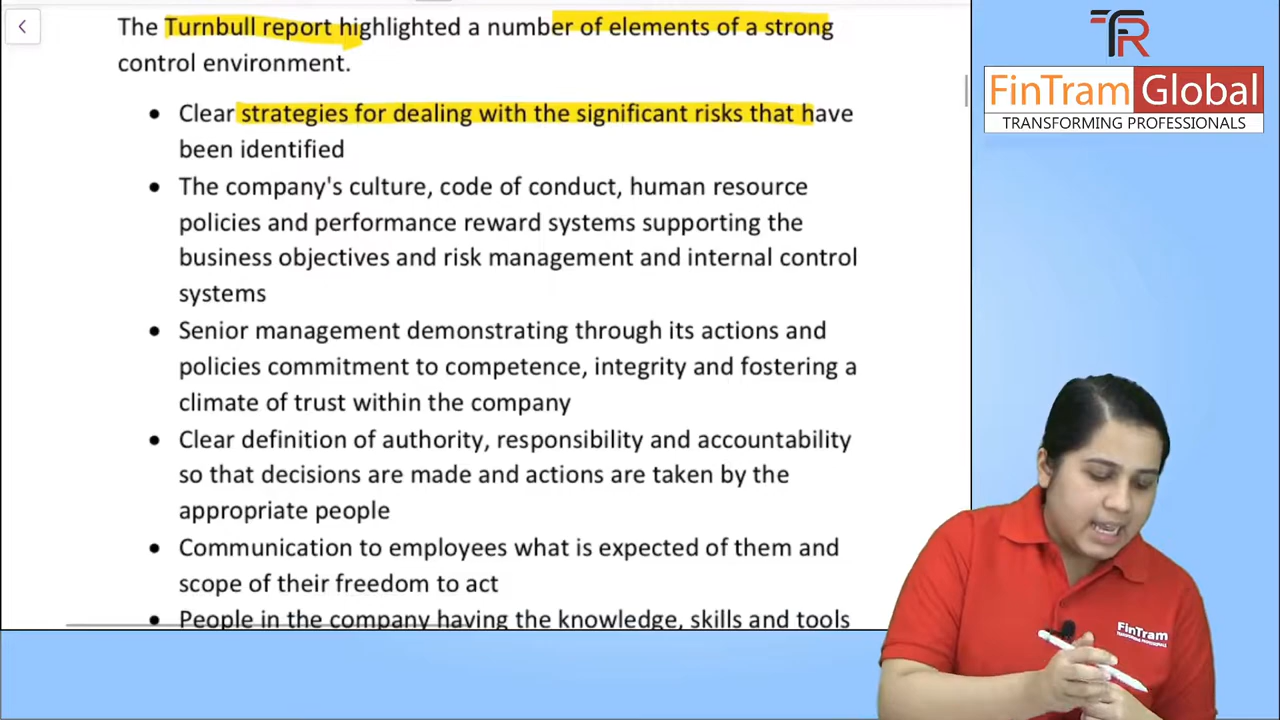 The Turnbull report highlighted a number of elements of a strong
control environment.
• Clear strategies for dealing with the significant risks that have
been identified
• The company's culture, code of conduct, human resource
policies and performance reward systems supporting the
business objectives and risk management and internal control
systems
• Senior management demonstrating through its actions and
policies commitment to competence, integrity and fostering a
climate of trust within the company
• Clear definition of authority, responsibility and accountability
so that decisions are made and actions are taken by the
appropriate people
• Communication to employees what is expected of them and
scope of their freedom to act
• People in the company having the knowledge, skills and tools
FR
FinTram Global
TRANSFORMING PROFESSIONALS
FinTram
TRANSFORMING PROFESSIONALS